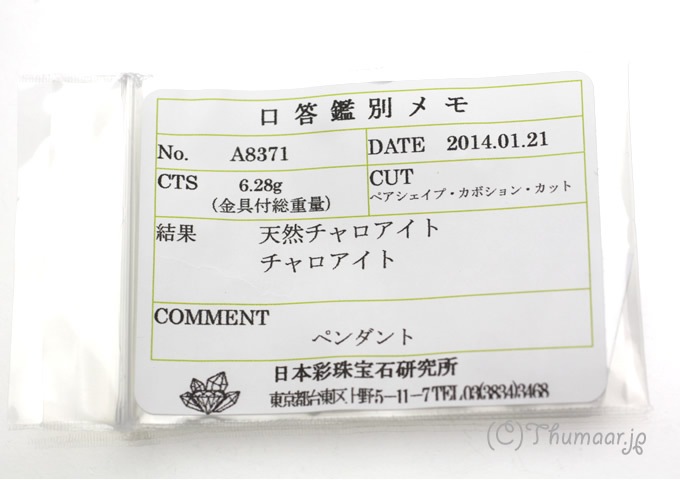 口答鑑別メモ
No. A8371 DATE 2014.01.21
CTS 6.28g CUT
(金具付総重量) ペアシェイプ・カボション・カット
結果 天然チャロアイト
チャロアイト
COMMENT
ペンダント
日本彩珠宝石研究所
東京都台東区上野5-11-7TEL03(3834)3468
(C)Thumaar.jp